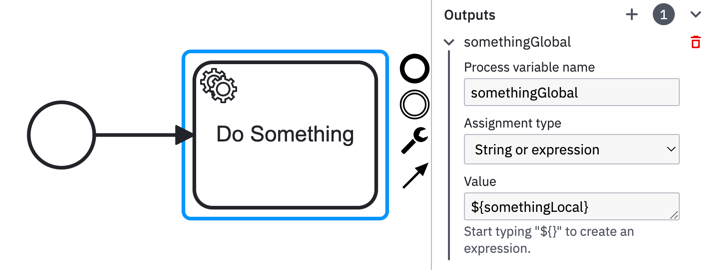 Do Something
Outputs
1
somethingGlobal
Process variable name
somethingGlobal
Assignment type
String or expression
Value
${somethingLocal}
Start typing "${}" to create an
expression.